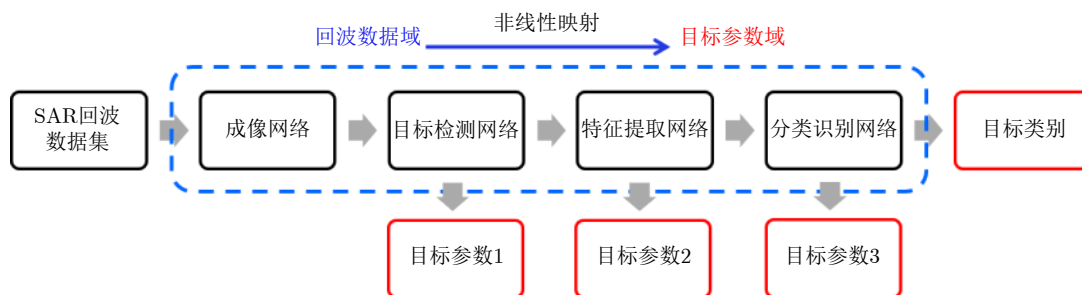 非线性映射
回波数据域
目标参数域
SAR回波
数据集
成像网络
目标检测网络
特征提取网络
分类识别网络
目标类别
目标参数1
目标参数2
目标参数3